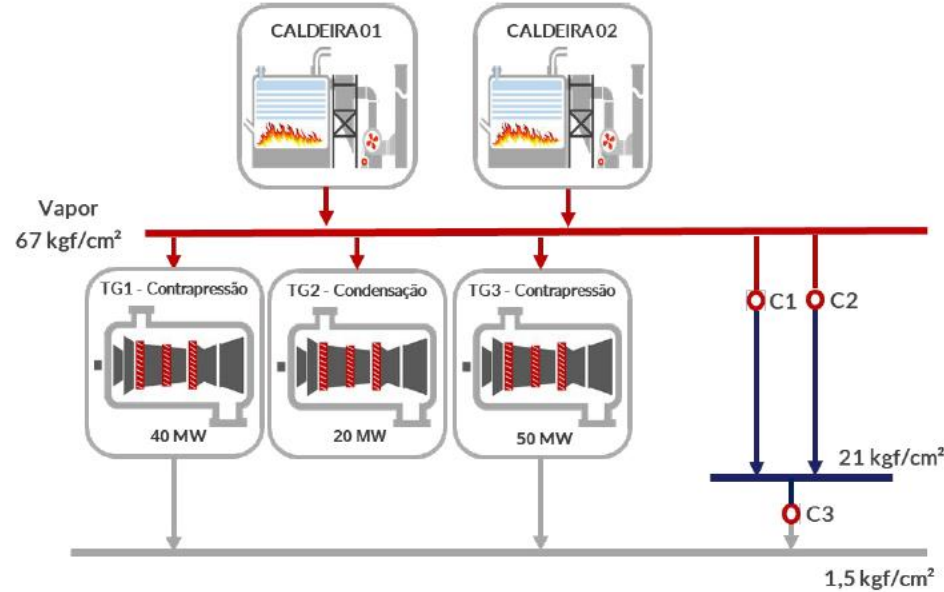 CALDEIRA 01
CALDEIRA 02
Vapor
67 kgf/cm²
TG1 - Contrapressão
TG2 - Condensação
TG3 - Contrapressão
C1
C2
40 MW
20 MW
50 MW
21 kgf/cm²
C3
1,5 kgf/cm²